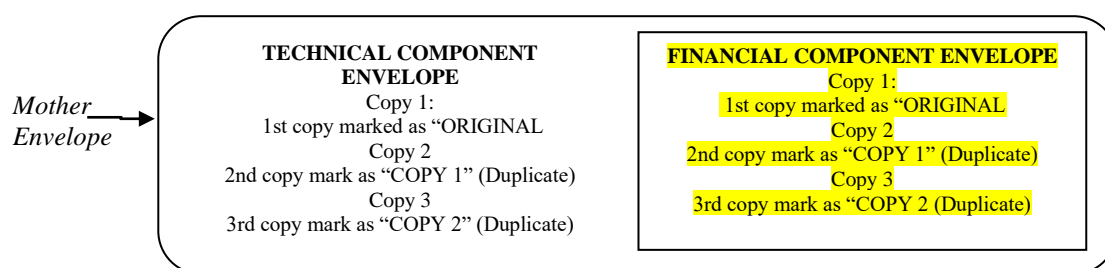 Mother
Envelope
TECHNICAL COMPONENT
ENVELOPE
Copy 1:
1st copy marked as “ORIGINAL
Copy 2
2nd copy mark as “COPY 1” (Duplicate)
Copy 3
3rd copy mark as “COPY 2” (Duplicate)
FINANCIAL COMPONENT ENVELOPE
Copy 1:
1st copy marked as “ORIGINAL
Copy 2
2nd copy mark as “COPY 1” (Duplicate)
Copy 3
3rd copy mark as “COPY 2 (Duplicate)